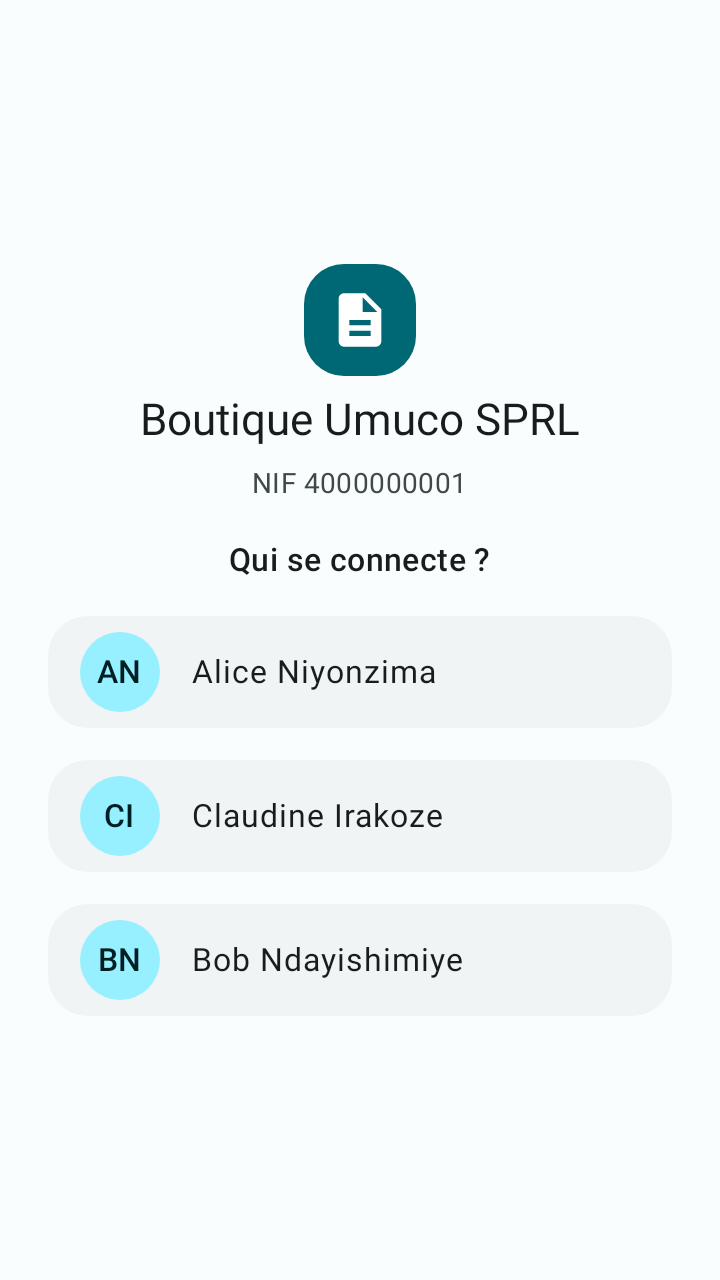 Boutique Umuco SPRL
NIF 4000000001
Qui se connecte ?
AN Alice Niyonzima
CI Claudine Irakoze
BN Bob Ndayishimiye